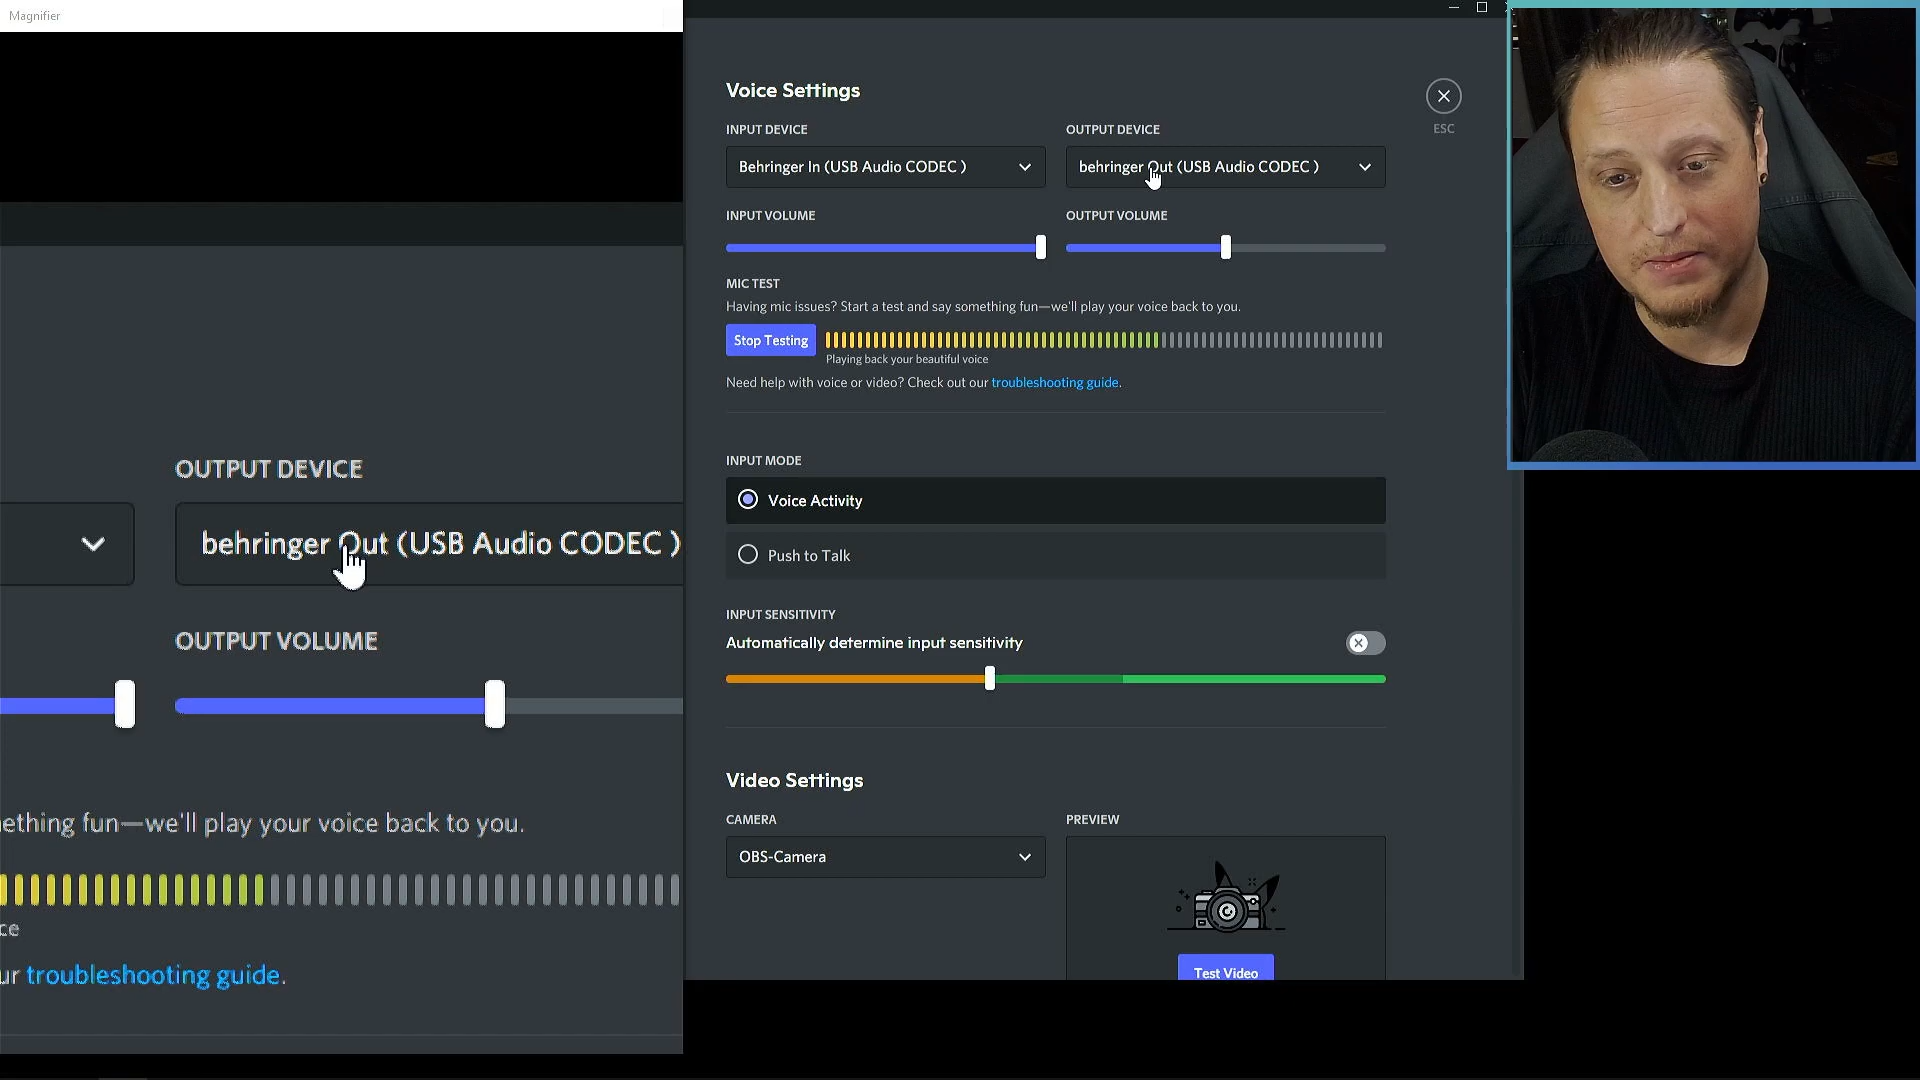 Magnifier
OUTPUT DEVICE
behringer Out (USB Audio CODEC )
OUTPUT VOLUME
ething fun—we'll play your voice back to you.
ce
ur troubleshooting guide.
Voice Settings
ESC
INPUT DEVICE
OUTPUT DEVICE
Behringer In (USB Audio CODEC )
behringer Out (USB Audio CODEC )
INPUT VOLUME
OUTPUT VOLUME
MIC TEST
Having mic issues? Start a test and say something fun—we'll play your voice back to you.
Stop Testing
Playing back your beautiful voice
Need help with voice or video? Check out our troubleshooting guide.
INPUT MODE
Voice Activity
Push to Talk
INPUT SENSITIVITY
Automatically determine input sensitivity
Video Settings
CAMERA
PREVIEW
OBS-Camera
Test Video